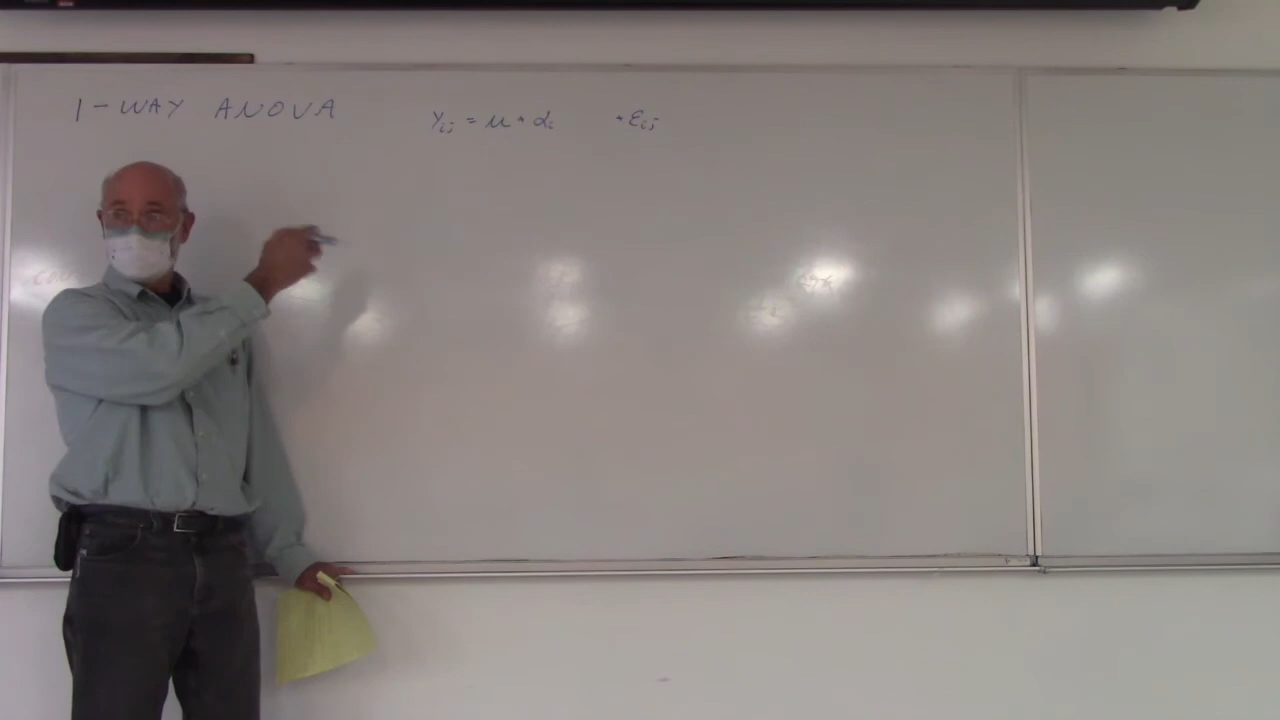 1-WAY ANOVA Yij = μ + αi + εij